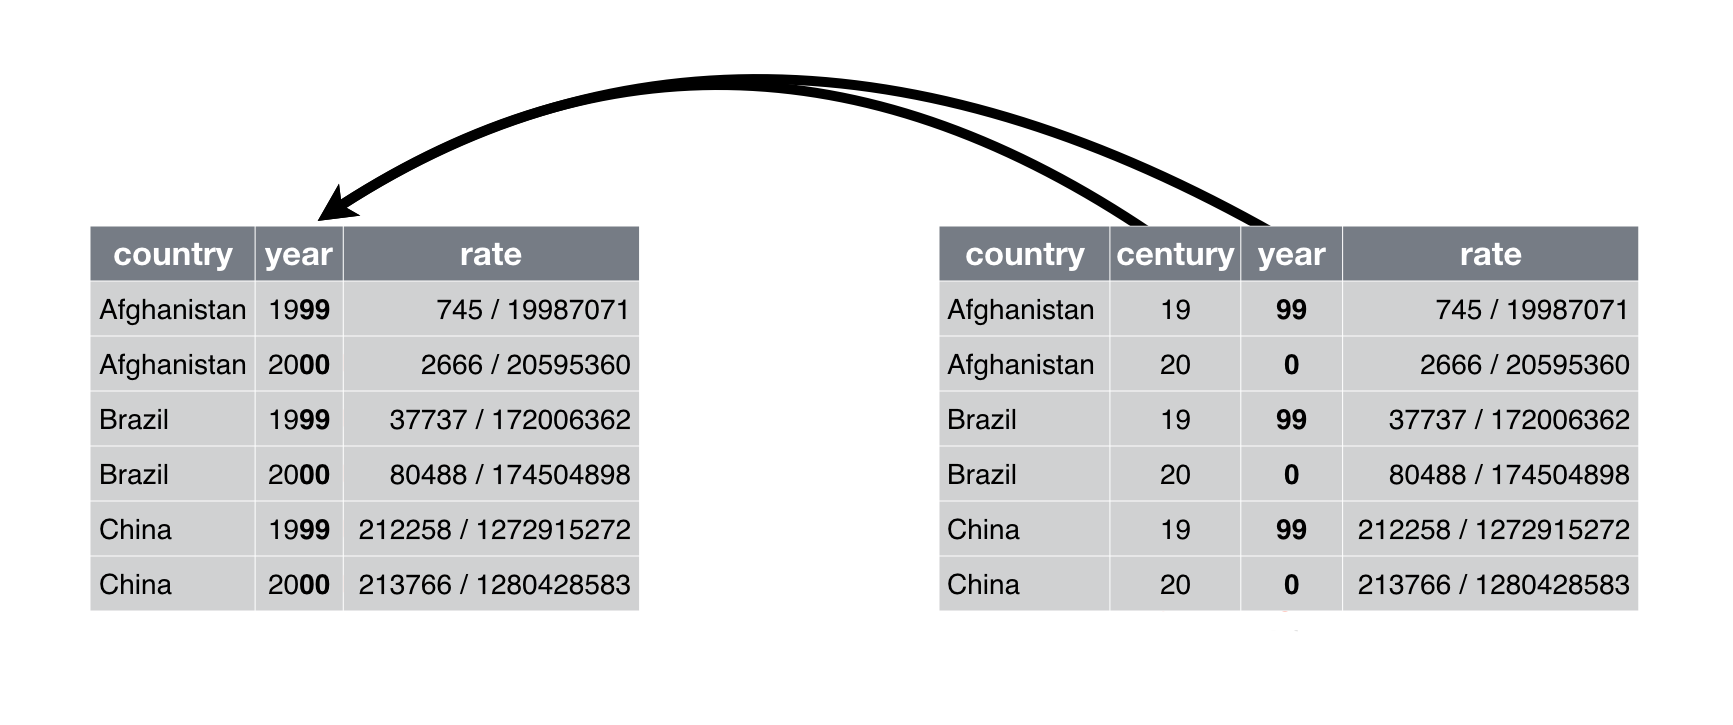 country year rate
Afghanistan 1999 745 / 19987071
Afghanistan 2000 2666 / 20595360
Brazil 1999 37737 / 172006362
Brazil 2000 80488 / 174504898
China 1999 212258 / 1272915272
China 2000 213766 / 1280428583
country century year rate
Afghanistan 19 99 745 / 19987071
Afghanistan 20 0 2666 / 20595360
Brazil 19 99 37737 / 172006362
Brazil 20 0 80488 / 174504898
China 19 99 212258 / 1272915272
China 20 0 213766 / 1280428583